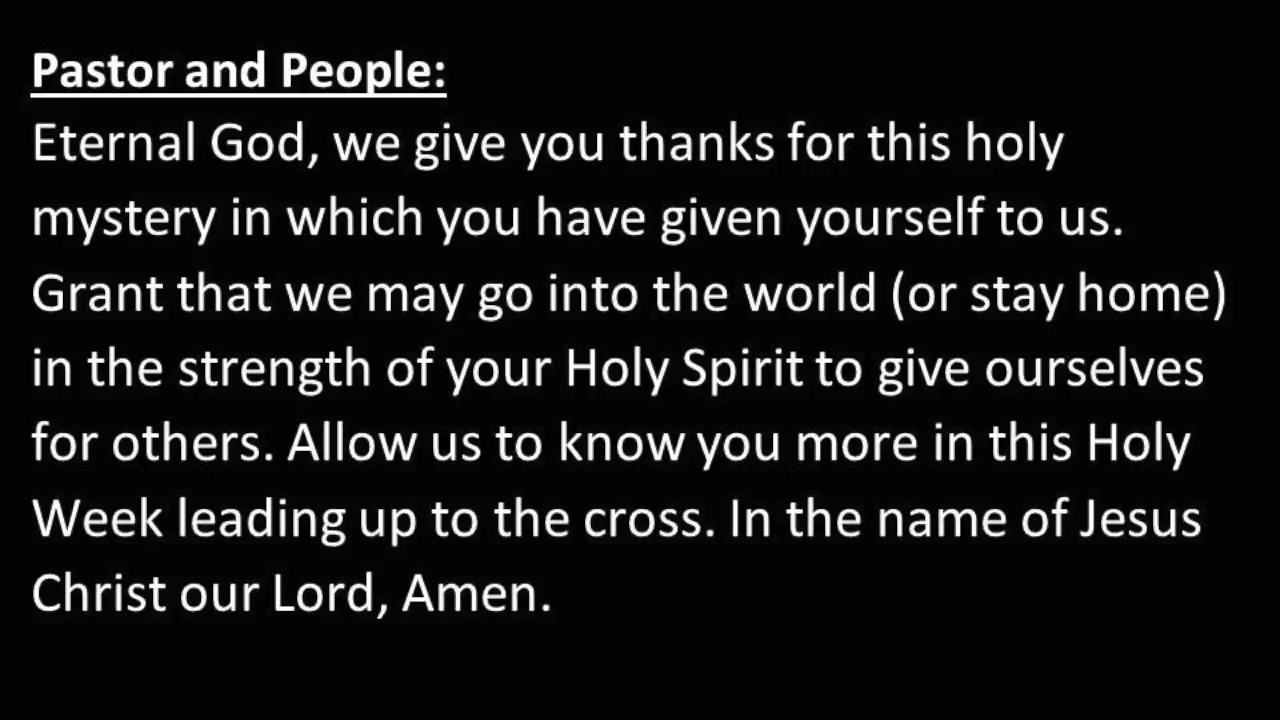 Pastor and People:
Eternal God, we give you thanks for this holy
mystery in which you have given yourself to us.
Grant that we may go into the world (or stay home)
in the strength of your Holy Spirit to give ourselves
for others. Allow us to know you more in this Holy
Week leading up to the cross. In the name of Jesus
Christ our Lord, Amen.